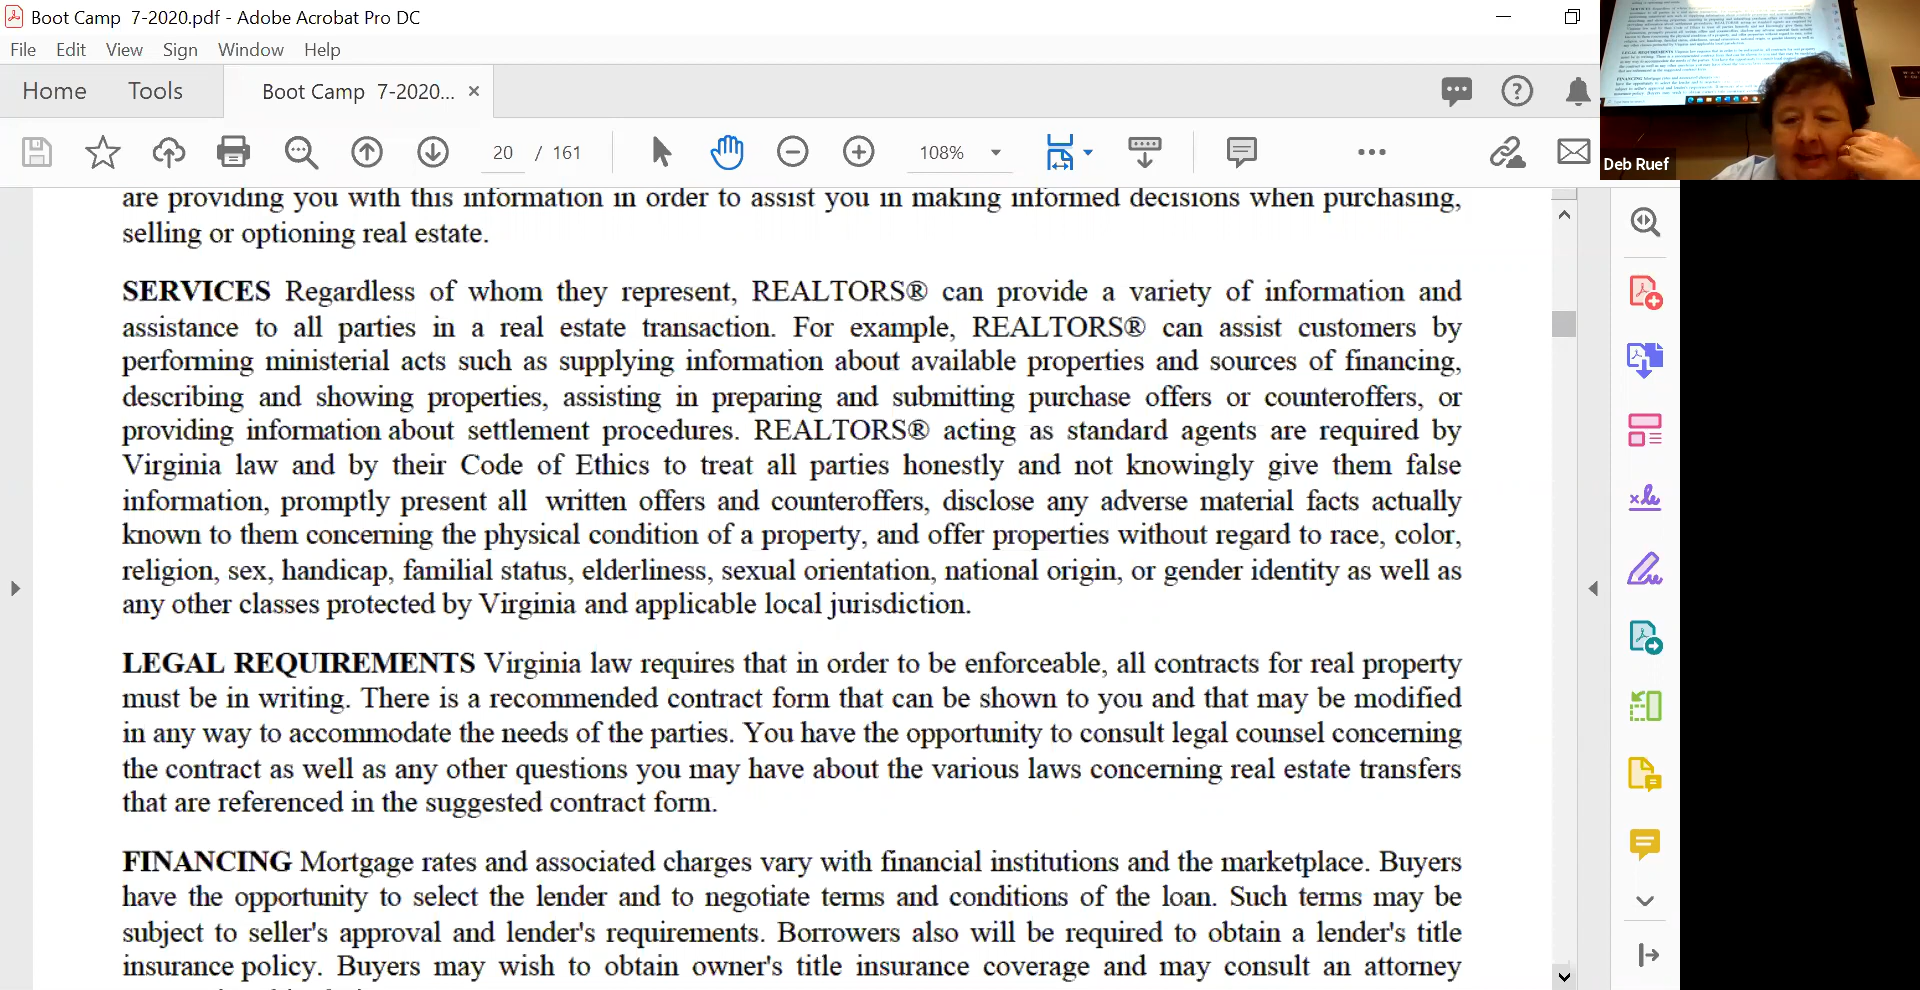 Boot Camp  7-2020.pdf - Adobe Acrobat Pro DC
File Edit View Sign Window Help
Home Tools Boot Camp  7-2020... ×
20 / 161 108%
Deb Ruef
are providing you with this information in order to assist you in making informed decisions when purchasing,
selling or optioning real estate.
SERVICES Regardless of whom they represent, REALTORS® can provide a variety of information and
assistance to all parties in a real estate transaction. For example, REALTORS® can assist customers by
performing ministerial acts such as supplying information about available properties and sources of financing,
describing and showing properties, assisting in preparing and submitting purchase offers or counteroffers, or
providing information about settlement procedures. REALTORS® acting as standard agents are required by
Virginia law and by their Code of Ethics to treat all parties honestly and not knowingly give them false
information, promptly present all  written offers and counteroffers, disclose any adverse material facts actually
known to them concerning the physical condition of a property, and offer properties without regard to race, color,
religion, sex, handicap, familial status, elderliness, sexual orientation, national origin, or gender identity as well as
any other classes protected by Virginia and applicable local jurisdiction.
LEGAL REQUIREMENTS Virginia law requires that in order to be enforceable, all contracts for real property
must be in writing. There is a recommended contract form that can be shown to you and that may be modified
in any way to accommodate the needs of the parties. You have the opportunity to consult legal counsel concerning
the contract as well as any other questions you may have about the various laws concerning real estate transfers
that are referenced in the suggested contract form.
FINANCING Mortgage rates and associated charges vary with financial institutions and the marketplace. Buyers
have the opportunity to select the lender and to negotiate terms and conditions of the loan. Such terms may be
subject to seller's approval and lender's requirements. Borrowers also will be required to obtain a lender's title
insurance policy. Buyers may wish to obtain owner's title insurance coverage and may consult an attorney